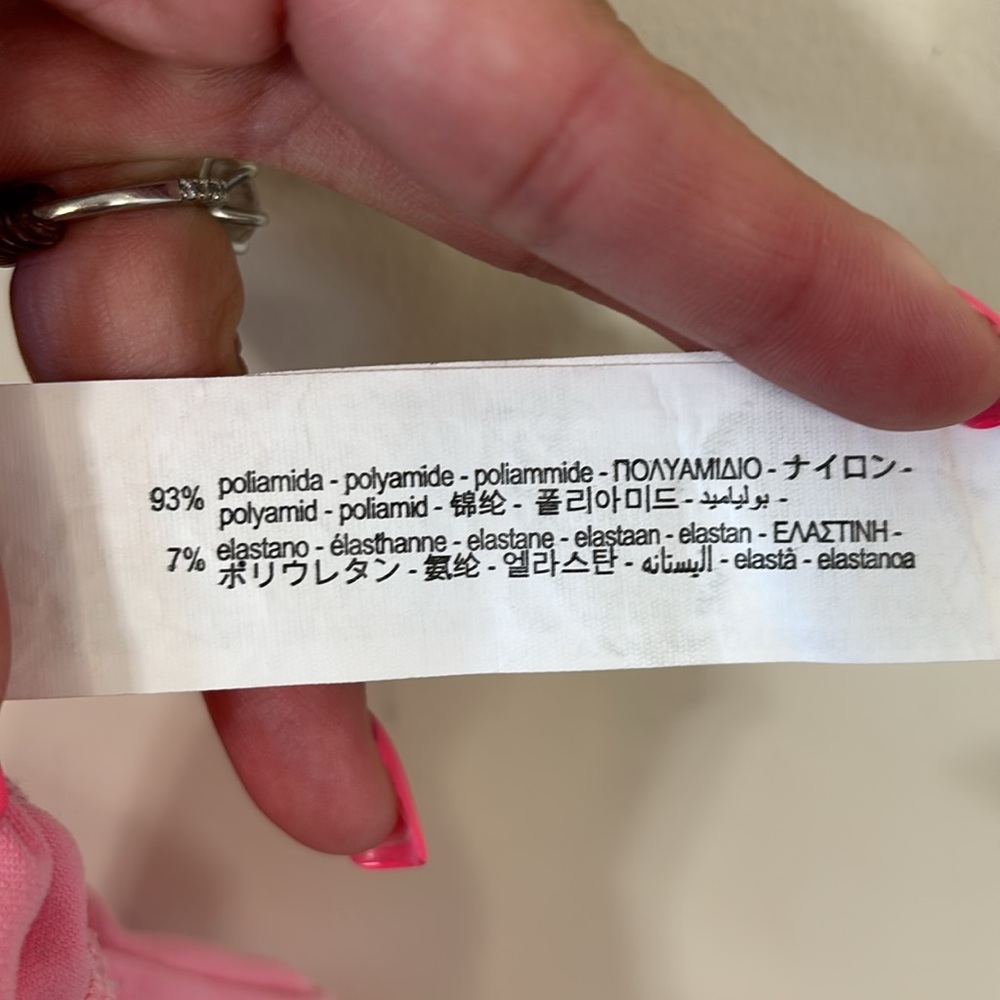 93% poliamida - polyamide - poliammide - ΠΟΛΥΑΜΙΔΙΟ - ナイロン -
polyamid - poliamid - 锦纶 - 폴리아미드 - بولياميد -
7% elastano - élasthanne - elastane - elastaan - elastan - ΕΛΑΣΤΙΝΗ -
ポリウレタン - 氨纶 - 엘라스탄 - اليستانه - elastà - elastanoa